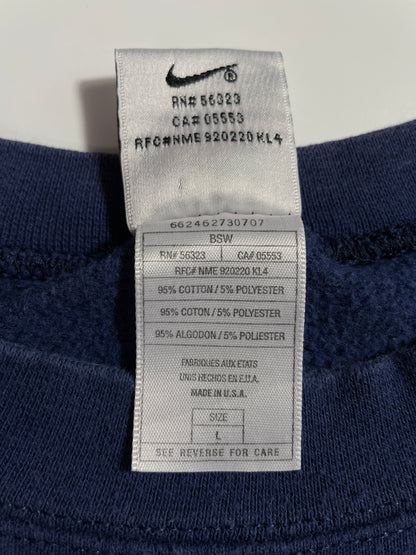 ®
RN# 56323
CA# 05553
RFC#NME 920220 KL4
662462730707
BSW
RN# 56323 CA# 05553
RFC# NME 920220 KL4
95% COTTON / 5% POLYESTER
95% COTON / 5% POLYESTER
95% ALGODON / 5% POLIESTER
FABRIQUES AUX ETATS
UNIS HECHOS EN E.U.A.
MADE IN U.S.A.
SIZE
L
SEE REVERSE FOR CARE